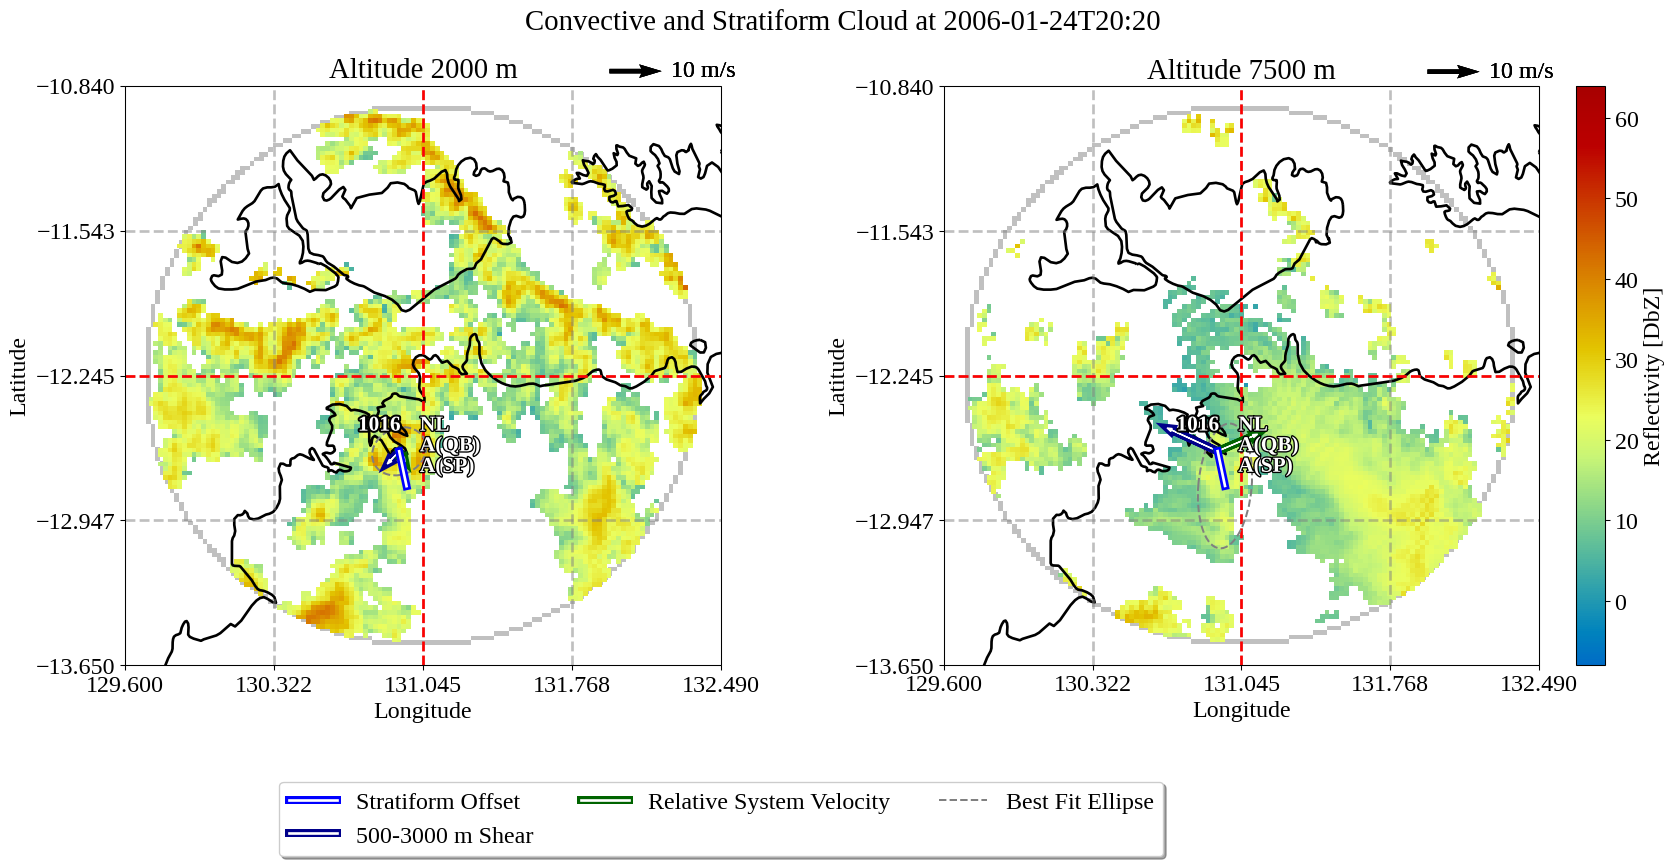 Convective and Stratiform Cloud at 2006-01-24T20:20
Altitude 2000 m
10 m/s
Altitude 7500 m
10 m/s
−10.840
−11.543
−12.245
−12.947
−13.650
Latitude
129.600
130.322
131.045
131.768
132.490
Longitude
1016
NL
A(QB)
A(SP)
−10.840
−11.543
−12.245
−12.947
−13.650
Latitude
129.600
130.322
131.045
131.768
132.490
Longitude
1016
NL
A(QB)
A(SP)
60
50
40
30
20
10
0
Reflectivity [DbZ]
Stratiform Offset
Relative System Velocity
Best Fit Ellipse
500-3000 m Shear